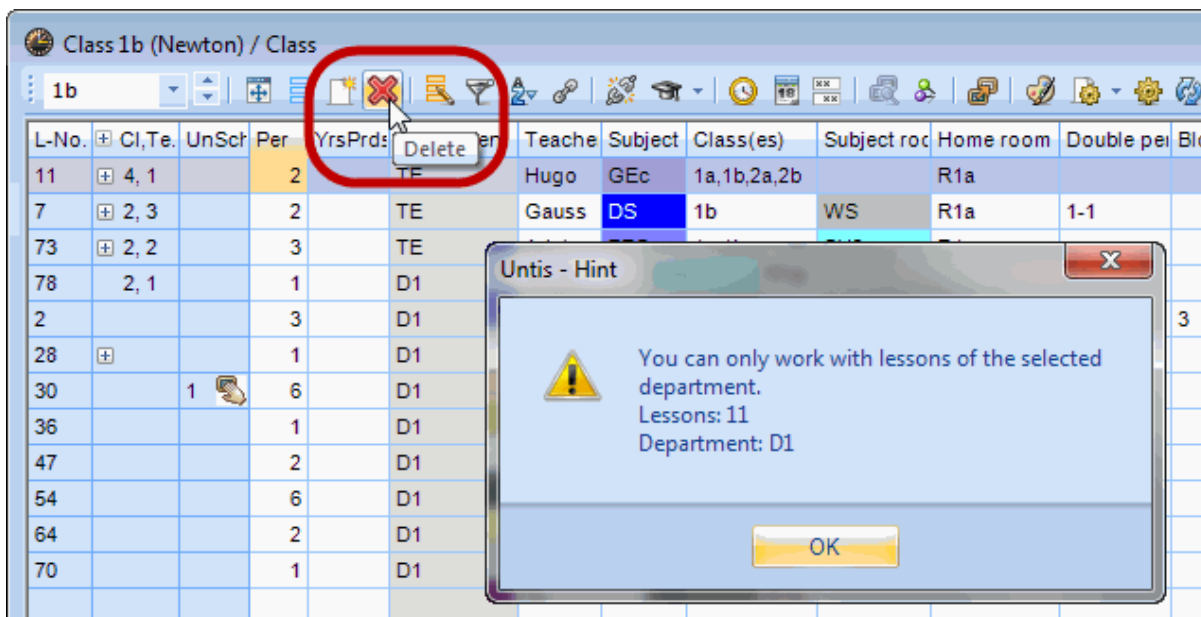 Class 1b (Newton) / Class
1b
L-No. Cl,Te. UnSch Per YrsPrds Teache Subject Class(es) Subject roc Home room Double per
Delete
11 4, 1 2 TE Hugo GEc 1a,1b,2a,2b R1a
7 2, 3 2 TE Gauss DS 1b WS R1a 1-1
73 2, 2 3 TE
78 2, 1 1 D1
2 3 D1 3
28 1 D1
30 1 6 D1
36 1 D1
47 2 D1
54 6 D1
64 2 D1
70 1 D1
Untis - Hint
You can only work with lessons of the selected
department.
Lessons: 11
Department: D1
OK